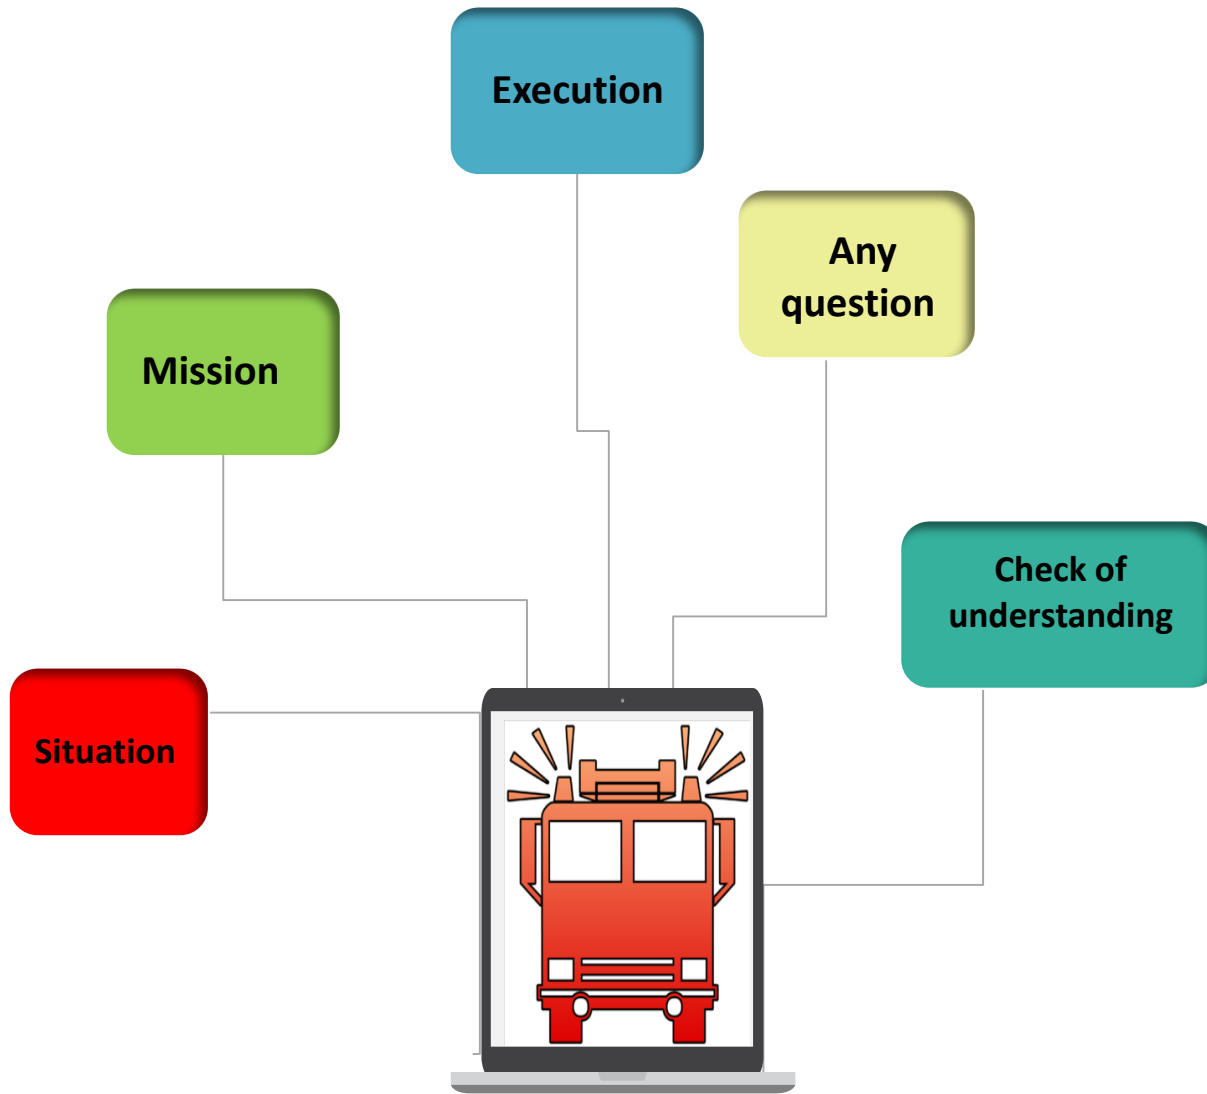 Execution
Any
question
Mission
Check of
understanding
Situation